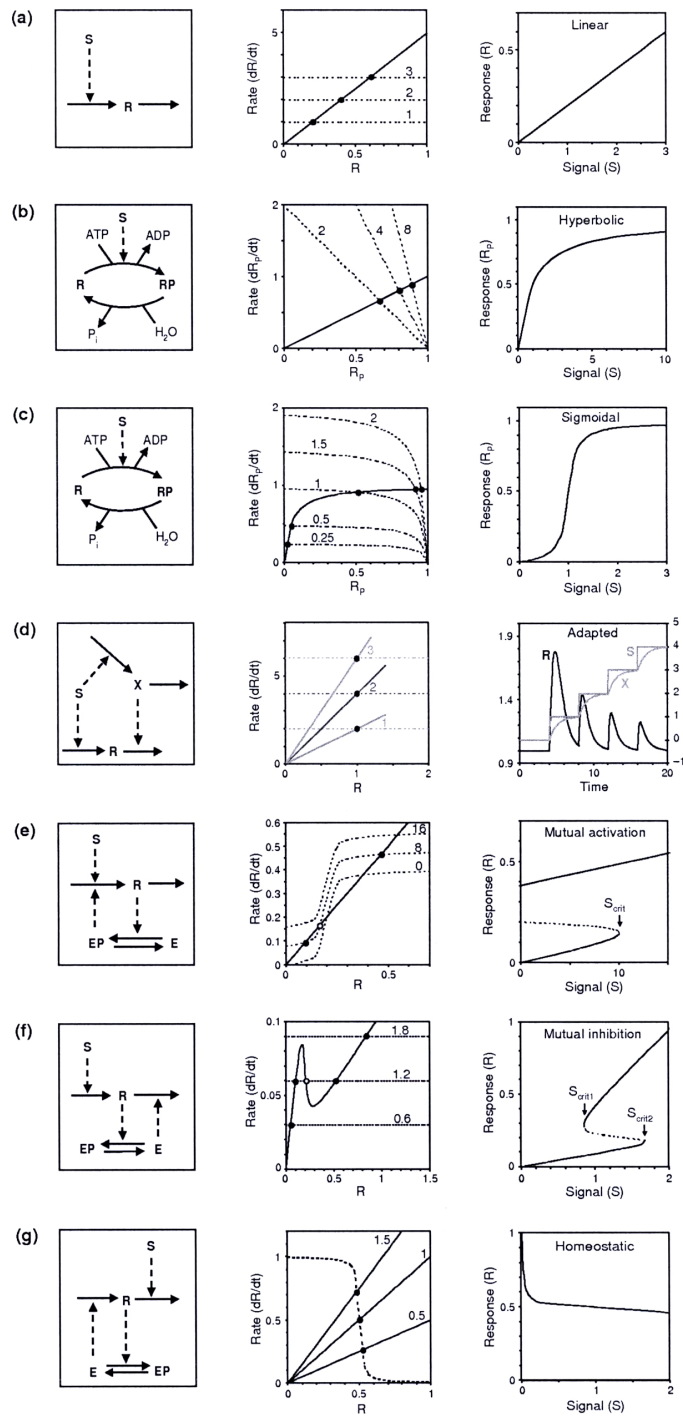 (a)
S
R
Rate (dR/dt)
5
0
3
2
1
0 0.5 1
R
Response (R)
0.5
0
Linear
0 1 2 3
Signal (S)
(b)
S
ATP ADP
R RP
Pi H2O
Rate (dRP/dt)
2
1
0
2 4 8
0 0.5 1
RP
Response (RP)
1
0.5
0
Hyperbolic
0 5 10
Signal (S)
(c)
S
ATP ADP
R RP
Pi H2O
Rate (dRP/dt)
2
1
0
2
1.5
1
0.5
0.25
0 0.5 1
RP
Response (RP)
1
0.5
0
Sigmoidal
0 1 2 3
Signal (S)
(d)
S X
R
Rate (dR/dt)
5
0
3
2
1
0 1 2
R
1.9
1.4
0.9
Adapted
R S
X
5
4
3
2
1
0
−1
0 10 20
Time
(e)
S
R
EP E
Rate (dR/dt)
0.6
0.5
0.4
0.3
0.2
0.1
0
16
8
0
0 0.5
R
Response (R)
0.5
0
Mutual activation
Scrit
0 10
Signal (S)
(f)
S
R
EP E
Rate (dR/dt)
0.1
0.05
0
1.8
1.2
0.6
0 0.5 1 1.5
R
Response (R)
1
0.5
0
Mutual inhibition
Scrit1
Scrit2
0 1 2
Signal (S)
(g)
S
R
E EP
Rate (dR/dt)
1
0
1.5
1
0.5
0 0.5 1
R
Response (R)
1
0.5
0
Homeostatic
0 1 2
Signal (S)